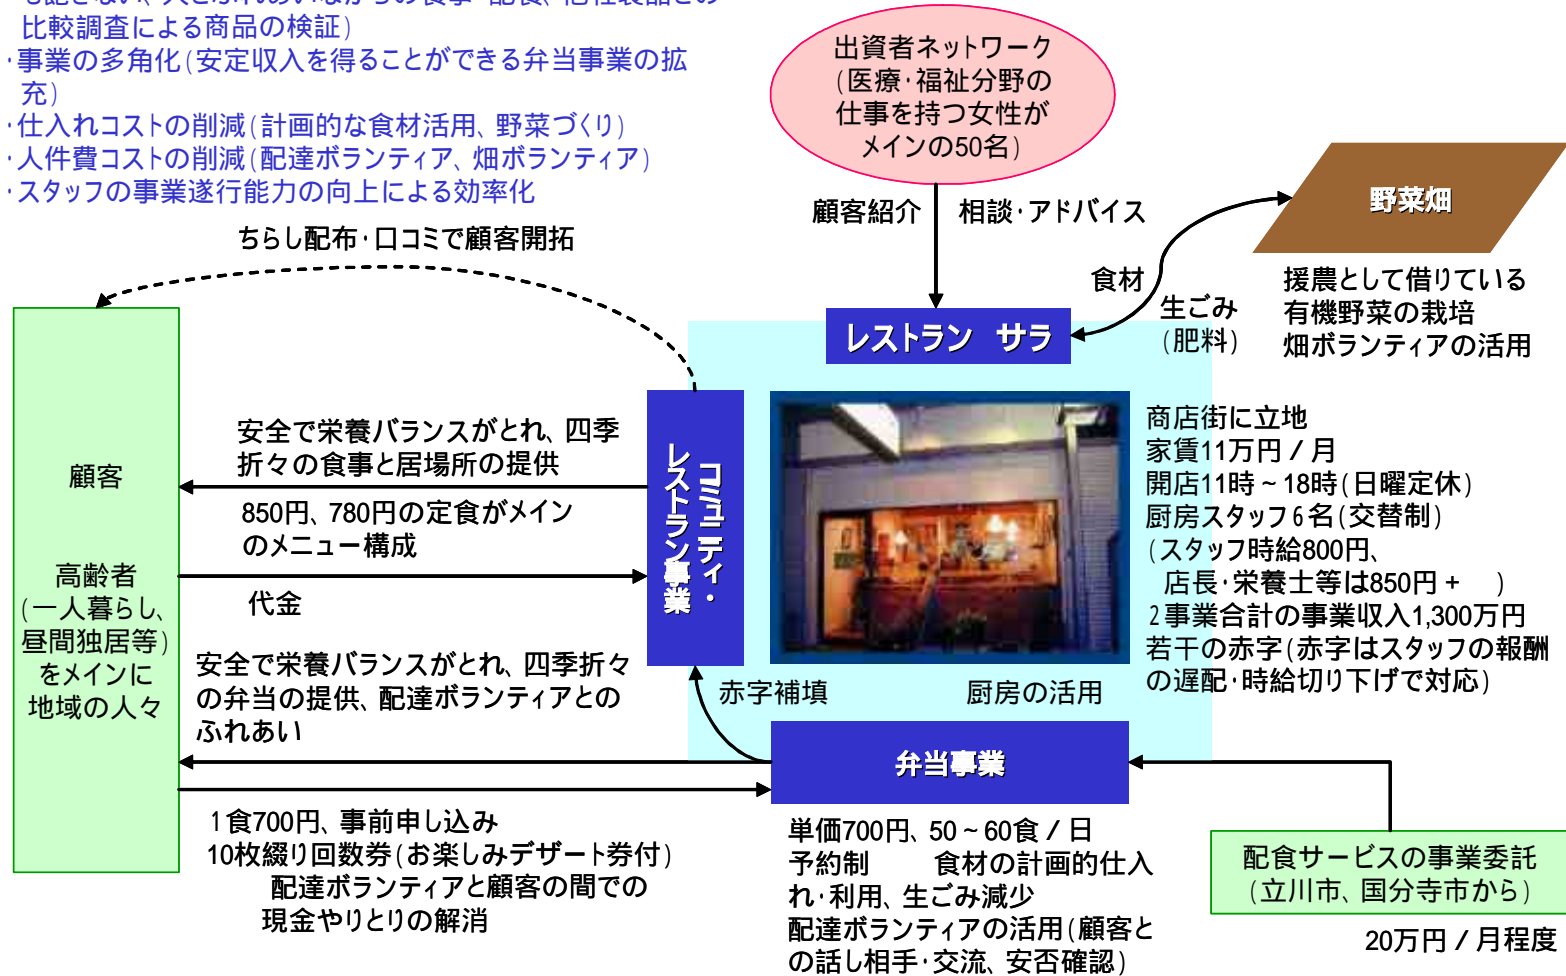 比較調査による商品の検証)
・事業の多角化(安定収入を得ることができる弁当事業の拡
充)
・仕入れコストの削減(計画的な食材活用、野菜づくり)
・人件費コストの削減(配達ボランティア、畑ボランティア)
・スタッフの事業遂行能力の向上による効率化
出資者ネットワーク
(医療・福祉分野の
仕事を持つ女性が
メインの50名)
顧客紹介
相談・アドバイス
野菜畑
食材
生ごみ
(肥料)
援農として借りている
有機野菜の栽培
畑ボランティアの活用
ちらし配布・口コミで顧客開拓
レストラン サラ
顧客
高齢者
(一人暮らし、
昼間独居等)
をメインに
地域の人々
安全で栄養バランスがとれ、四季
折々の食事と居場所の提供
850円、780円の定食がメイン
のメニュー構成
代金
コミュニティ・
レストラン事業
商店街に立地
家賃11万円/月
開店11時~18時(日曜定休)
厨房スタッフ6名(交替制)
(スタッフ時給800円、
店長・栄養士等は850円+ )
2事業合計の事業収入1,300万円
若干の赤字(赤字はスタッフの報酬
の遅配・時給切り下げで対応)
安全で栄養バランスがとれ、四季折々
の弁当の提供、配達ボランティアとの
ふれあい
赤字補填
厨房の活用
弁当事業
1食700円、事前申し込み
10枚綴り回数券(お楽しみデザート券付)
配達ボランティアと顧客の間での
現金やりとりの解消
単価700円、50~60食/日
予約制 食材の計画的仕入
れ・利用、生ごみ減少
配達ボランティアの活用(顧客と
の話し相手・交流、安否確認)
配食サービスの事業委託
(立川市、国分寺市から)
20万円/月程度